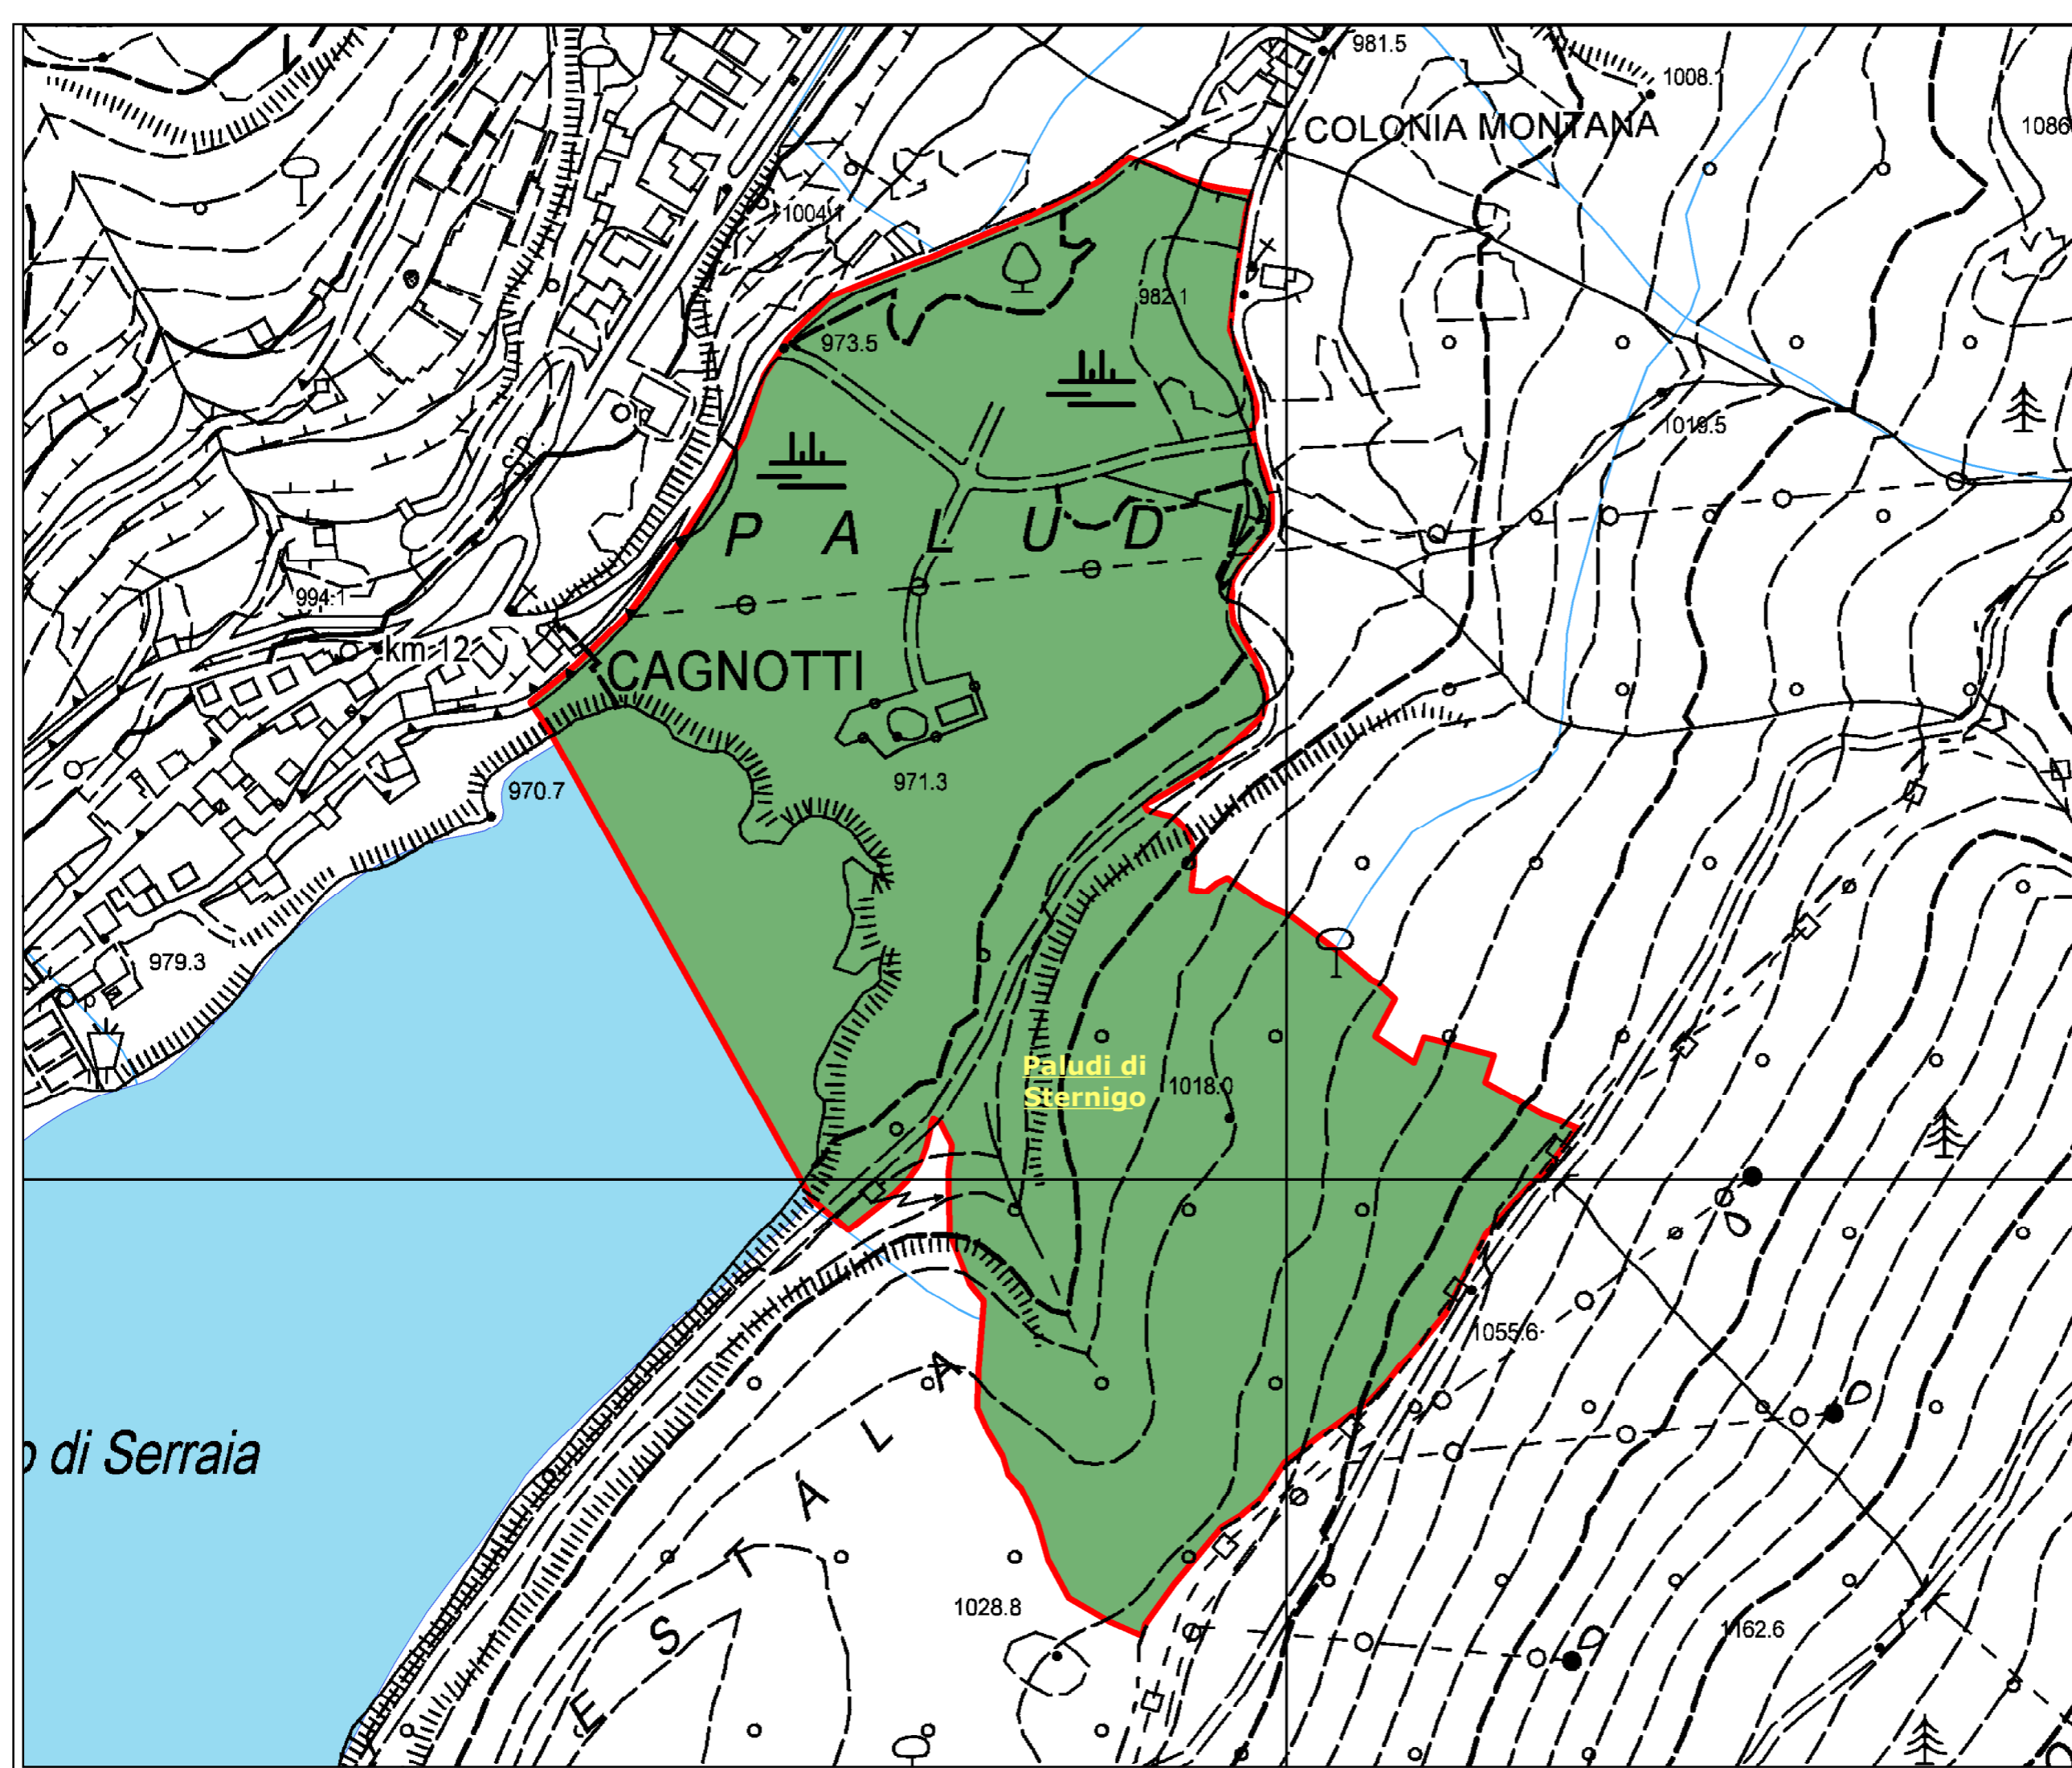 981.5
1008.1
COLONIA MONTANA
1086
1004.1
982.1
973.5
1019.5
PALUDI
994.1
km 12
CAGNOTTI
971.3
970.7
979.3
Paludi di
Sternigo
1018.0
1055.6
di Serraia
ESTALA
1028.8
1162.6